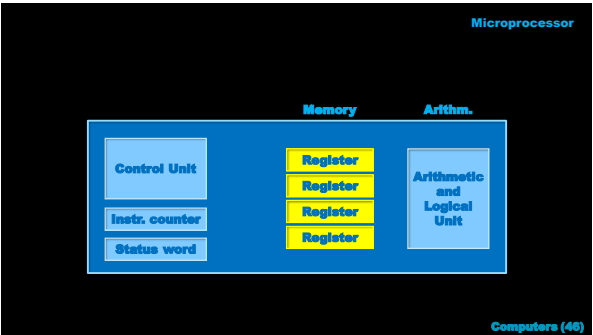 Microprocessor
Memory
Arithm.
Control Unit
Instr. counter
Status word
Register
Register
Register
Register
Arithmetic
and
Logical
Unit
Computers (46)